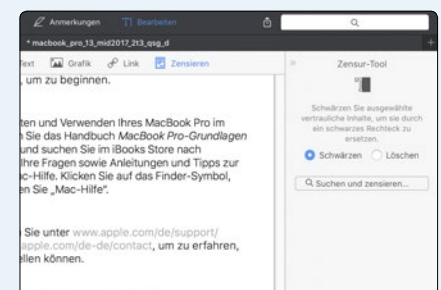 Anmerkungen
Bearbeiten
* macbook_pro_13_mid2017_2t3_qsg_d
Text
Grafik
Link
Zensieren
, um zu beginnen.
ten und Verwenden Ihres MacBook Pro im
Sie das Handbuch MacBook Pro-Grundlagen
und suchen Sie im iBooks Store nach
Ihre Fragen sowie Anleitungen und Tipps zur
ac-Hilfe. Klicken Sie auf das Finder-Symbol,
en Sie „Mac-Hilfe“.
Sie unter www.apple.com/de/support/
apple.com/de-de/contact, um zu erfahren,
ellen können.
Zensur-Tool
Schwärzen Sie ausgewählte
vertrauliche Inhalte, um sie durch
ein schwarzes Rechteck zu
ersetzen.
Schwärzen
Löschen
Suchen und zensieren...